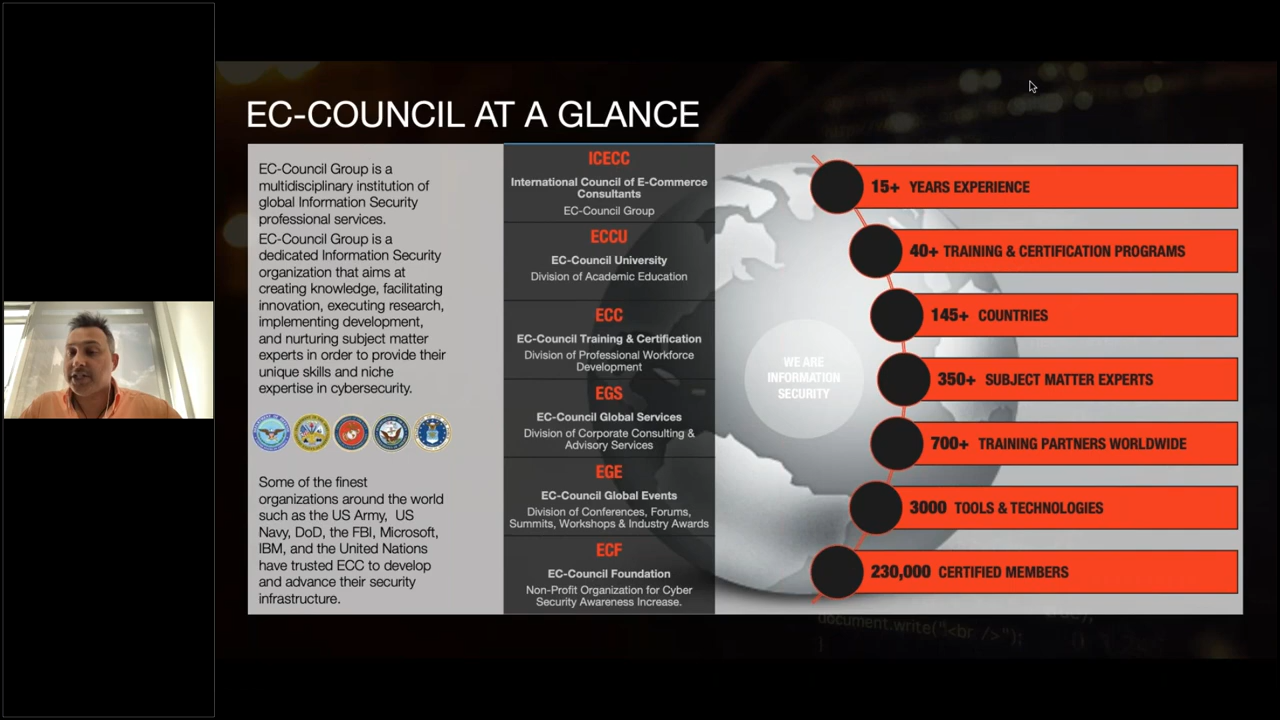 EC-COUNCIL AT A GLANCE
EC-Council Group is a
multidisciplinary institution of
global Information Security
professional services.
EC-Council Group is a
dedicated Information Security
organization that aims at
creating knowledge, facilitating
innovation, executing research,
implementing development,
and nurturing subject matter
experts in order to provide their
unique skills and niche
expertise in cybersecurity.
Some of the finest
organizations around the world
such as the US Army, US
Navy, DoD, the FBI, Microsoft,
IBM, and the United Nations
have trusted ECC to develop
and advance their security
infrastructure.
ICECC
International Council of E-Commerce
Consultants
EC-Council Group
ECCU
EC-Council University
Division of Academic Education
ECC
EC-Council Training & Certification
Division of Professional Workforce
Development
EGS
EC-Council Global Services
Division of Corporate Consulting &
Advisory Services
EGE
EC-Council Global Events
Division of Conferences, Forums,
Summits, Workshops & Industry Awards
ECF
EC-Council Foundation
Non-Profit Organization for Cyber
Security Awareness Increase.
WE ARE
INFORMATION
SECURITY
15+ YEARS EXPERIENCE
40+ TRAINING & CERTIFICATION PROGRAMS
145+ COUNTRIES
350+ SUBJECT MATTER EXPERTS
700+ TRAINING PARTNERS WORLDWIDE
3000 TOOLS & TECHNOLOGIES
230,000 CERTIFIED MEMBERS
document.write("<br />");